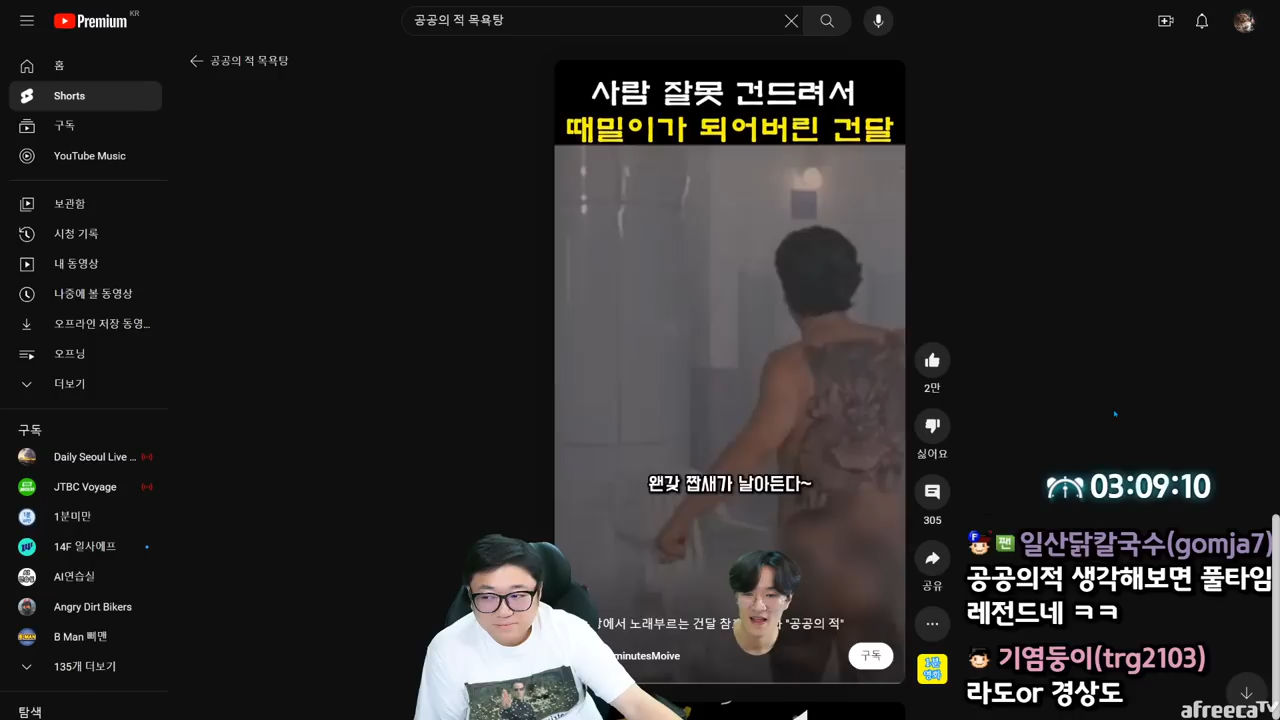 Premium KR
공공의 적 목욕탕
공공의 적 목욕탕
홈
Shorts
구독
YouTube Music
보관함
시청 기록
내 동영상
나중에 볼 동영상
오프라인 저장 동영...
오프닝
더보기
구독
Daily Seoul Live ...
JTBC Voyage
1분미만
14F 일사에프
AI연습실
Angry Dirt Bikers
B Man 삐맨
135개 더보기
탐색
사람 잘못 건드려서
때밀이가 되어버린 건달
왠갖 짭새가 날아든다~
에서 노래부르는 건달
"공공의 적"
minutesMoive
구독
2만
싫어요
305
공유
1분
영화
03:09:10
팬 일산닭칼국수(gomja7)
공공의적 생각해보면 풀타임
레전드네 ㅋㅋ
기염둥이(trg2103)
라도or 경상도
afreecaTV